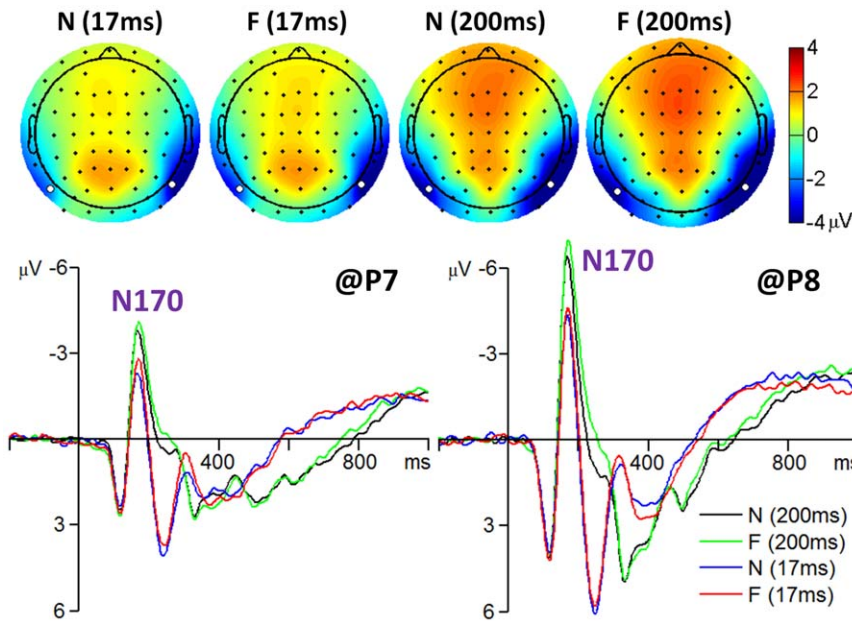 N (17ms) F (17ms) N (200ms) F (200ms)
4
2
0
-2
-4 μV
μV -6
N170
@P7
-3
400
ms
3
6
μV -6
N170
@P8
-3
400
800
ms
3
6
N (200ms)
F (200ms)
N (17ms)
F (17ms)